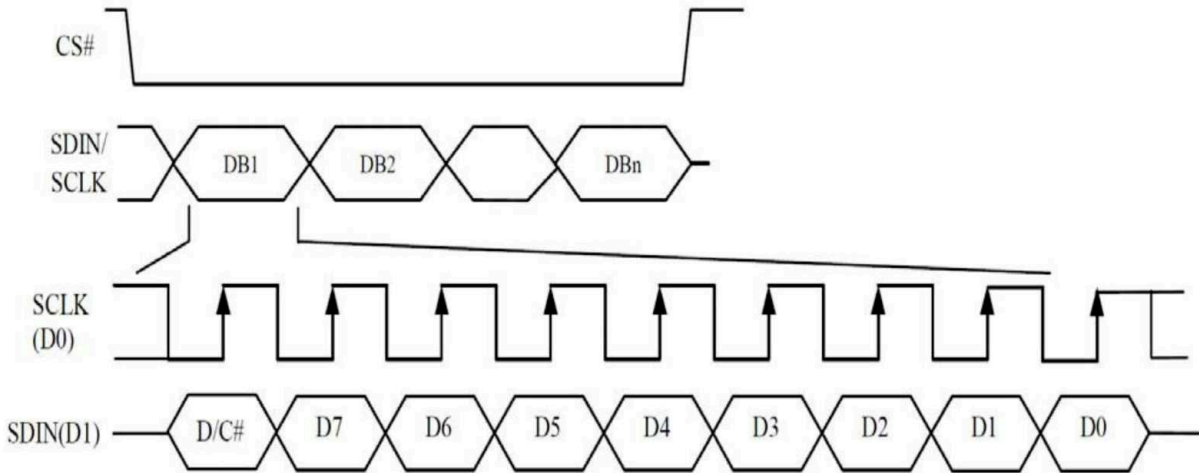 CS#
SDIN/
SCLK
DB1 DB2 DBn
SCLK
(D0)
SDIN(D1) D/C# D7 D6 D5 D4 D3 D2 D1 D0